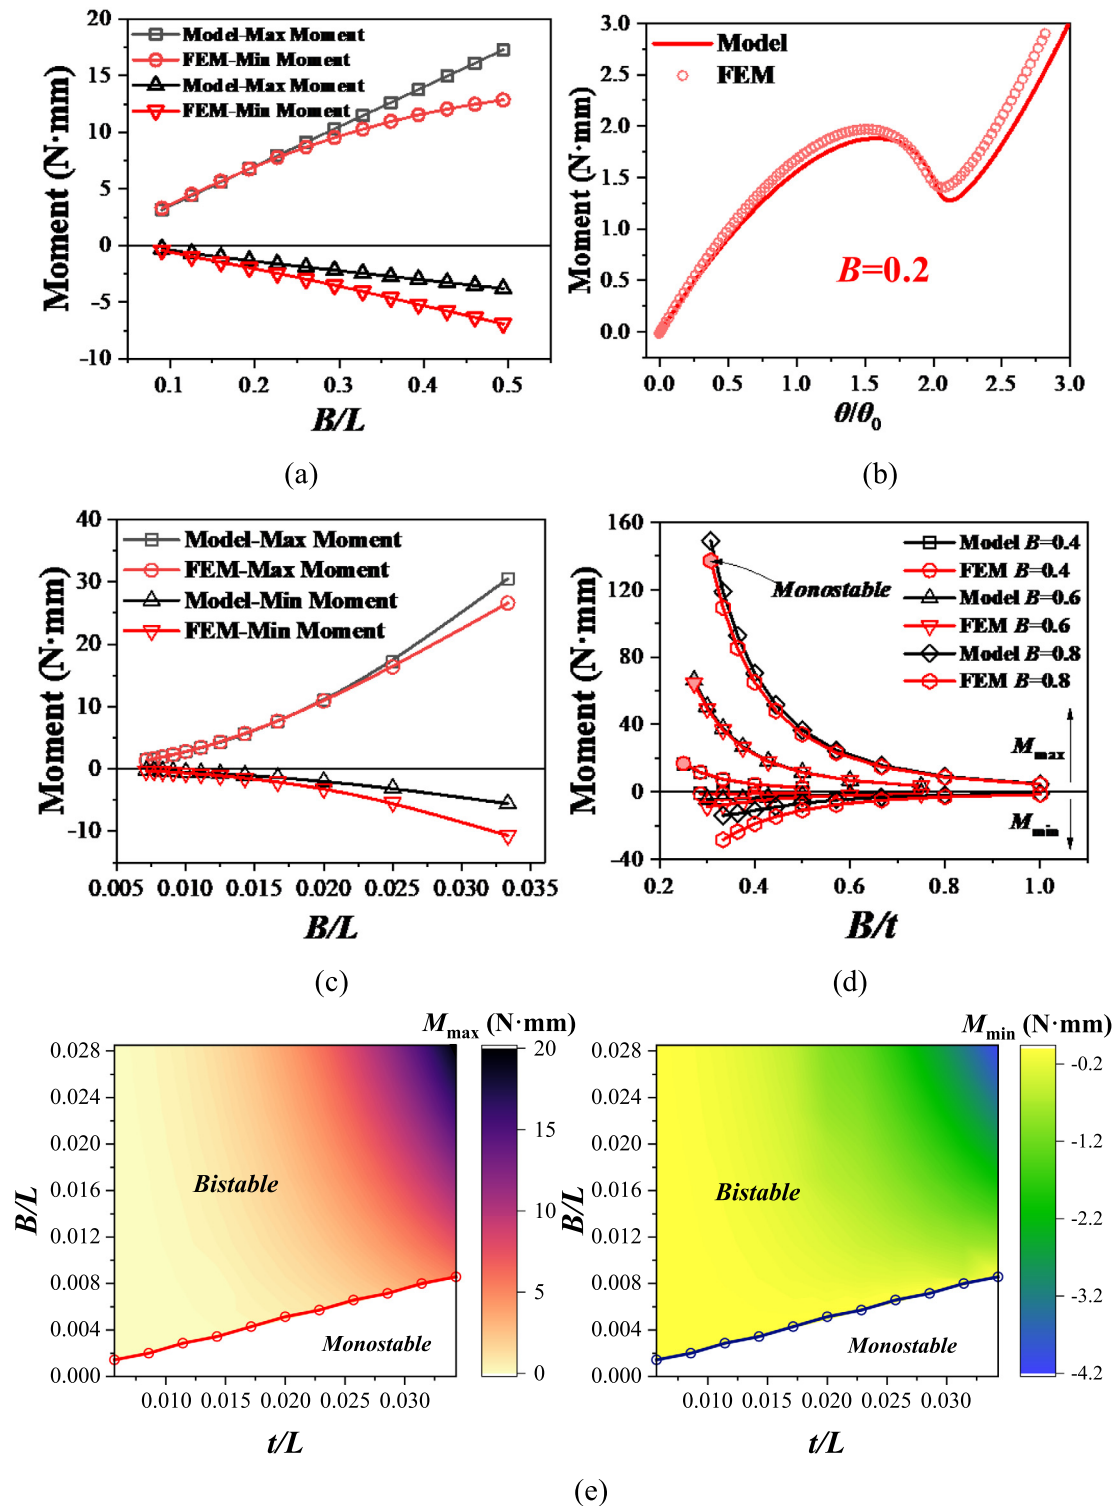 20
15
10
5
0
-5
-10
Moment (N·mm)
Model-Max Moment
FEM-Min Moment
Model-Max Moment
FEM-Min Moment
0.1 0.2 0.3 0.4 0.5
B/L
(a)
3.0
2.5
2.0
1.5
1.0
0.5
0.0
Moment (N·mm)
Model
FEM
B=0.2
0.0 0.5 1.0 1.5 2.0 2.5 3.0
θ/θ0
(b)
40
30
20
10
0
-10
Moment (N·mm)
Model-Max Moment
FEM-Max Moment
Model-Min Moment
FEM-Min Moment
0.005 0.010 0.015 0.020 0.025 0.030 0.035
B/L
(c)
160
120
80
40
0
-40
Moment (N·mm)
Model B=0.4
FEM B=0.4
Model B=0.6
FEM B=0.6
Model B=0.8
FEM B=0.8
Monostable
Mmax
Mmin
0.2 0.4 0.6 0.8 1.0
B/t
(d)
Mmax (N·mm)
0.028
0.024
0.020
0.016
0.012
0.008
0.004
0.000
B/L
Bistable
Monostable
0.010 0.015 0.020 0.025 0.030
t/L
20
15
10
5
0
Mmin (N·mm)
0.028
0.024
0.020
0.016
0.012
0.008
0.004
0.000
B/L
Bistable
Monostable
0.010 0.015 0.020 0.025 0.030
t/L
-0.2
-1.2
-2.2
-3.2
-4.2
(e)